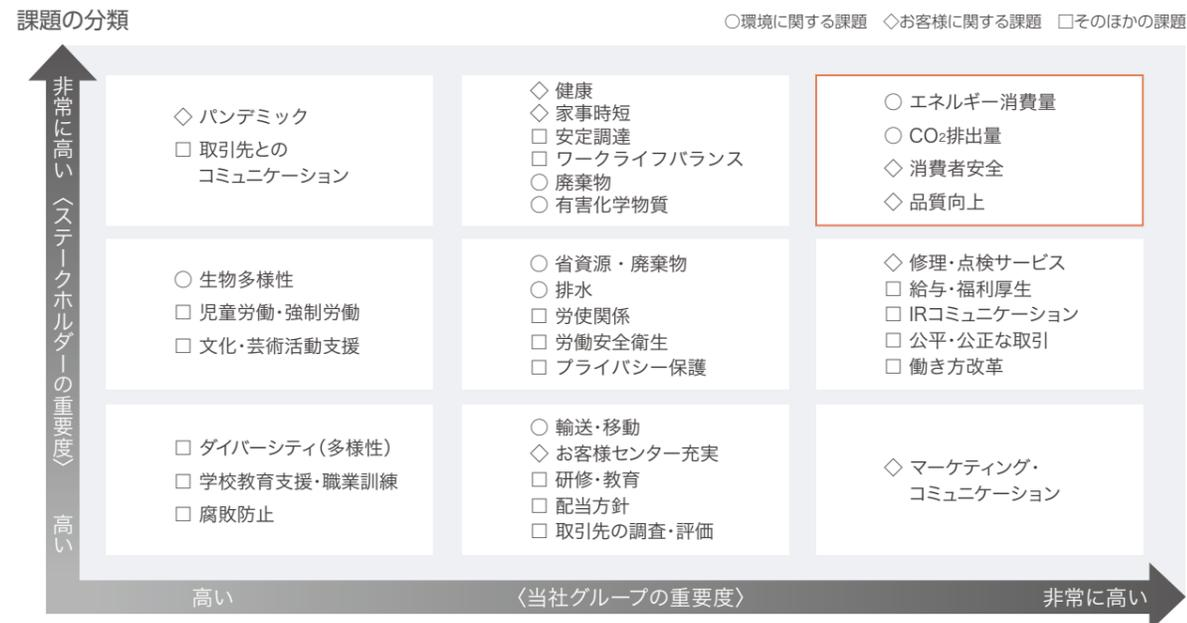 課題の分類
○環境に関する課題 ◇お客様に関する課題 □そのほかの課題
非常に高い 〈ステークホルダーの重要度〉 高い
◇ パンデミック
□ 取引先との
コミュニケーション
◇ 健康
◇ 家事時短
□ 安定調達
□ ワークライフバランス
○ 廃棄物
○ 有害化学物質
○ エネルギー消費量
○ CO2排出量
◇ 消費者安全
◇ 品質向上
○ 生物多様性
□ 児童労働・強制労働
□ 文化・芸術活動支援
○ 省資源・廃棄物
○ 排水
□ 労使関係
□ 労働安全衛生
□ プライバシー保護
◇ 修理・点検サービス
□ 給与・福利厚生
□ IRコミュニケーション
□ 公平・公正な取引
□ 働き方改革
□ ダイバーシティ(多様性)
□ 学校教育支援・職業訓練
□ 腐敗防止
○ 輸送・移動
◇ お客様センター充実
□ 研修・教育
□ 配当方針
□ 取引先の調査・評価
◇ マーケティング・
コミュニケーション
高い 〈当社グループの重要度〉 非常に高い